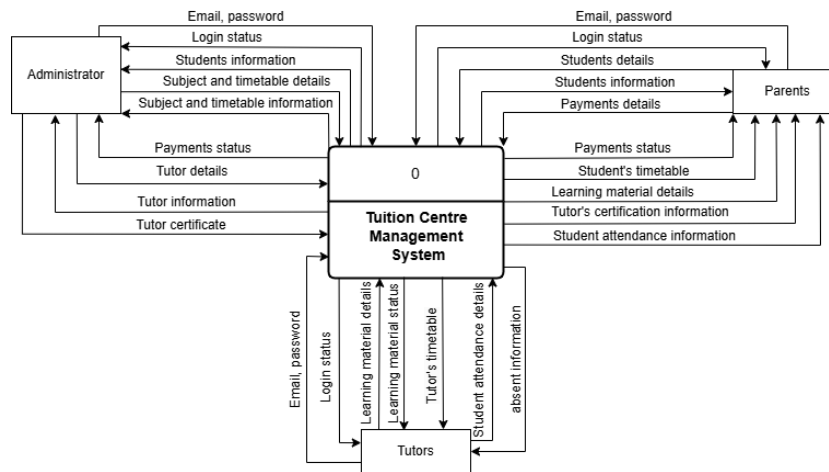 Email, password
Login status
Students information
Subject and timetable details
Subject and timetable information
Administrator
Payments status
Tutor details
Tutor information
Tutor certificate
Email, password
Login status
Students details
Students information
Payments details
Parents
Payments status
Student's timetable
Learning material details
Tutor's certification information
Student attendance information
0
Tuition Centre
Management
System
Email, password
Login status
Learning material details
Learning material status
Tutor's timetable
Student attendance details
absent information
Tutors